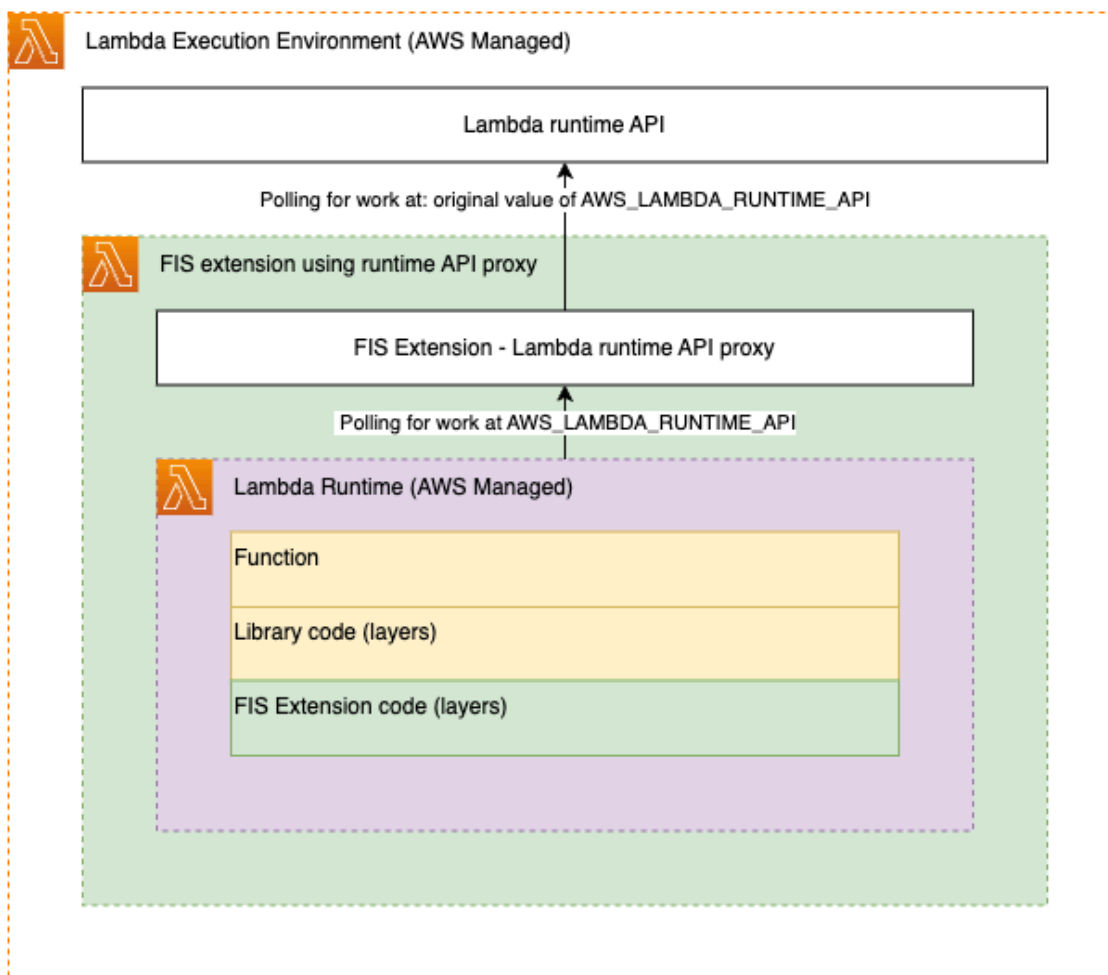 Lambda Execution Environment (AWS Managed)
Lambda runtime API
Polling for work at: original value of AWS_LAMBDA_RUNTIME_API
FIS extension using runtime API proxy
FIS Extension - Lambda runtime API proxy
Polling for work at AWS_LAMBDA_RUNTIME_API
Lambda Runtime (AWS Managed)
Function
Library code (layers)
FIS Extension code (layers)